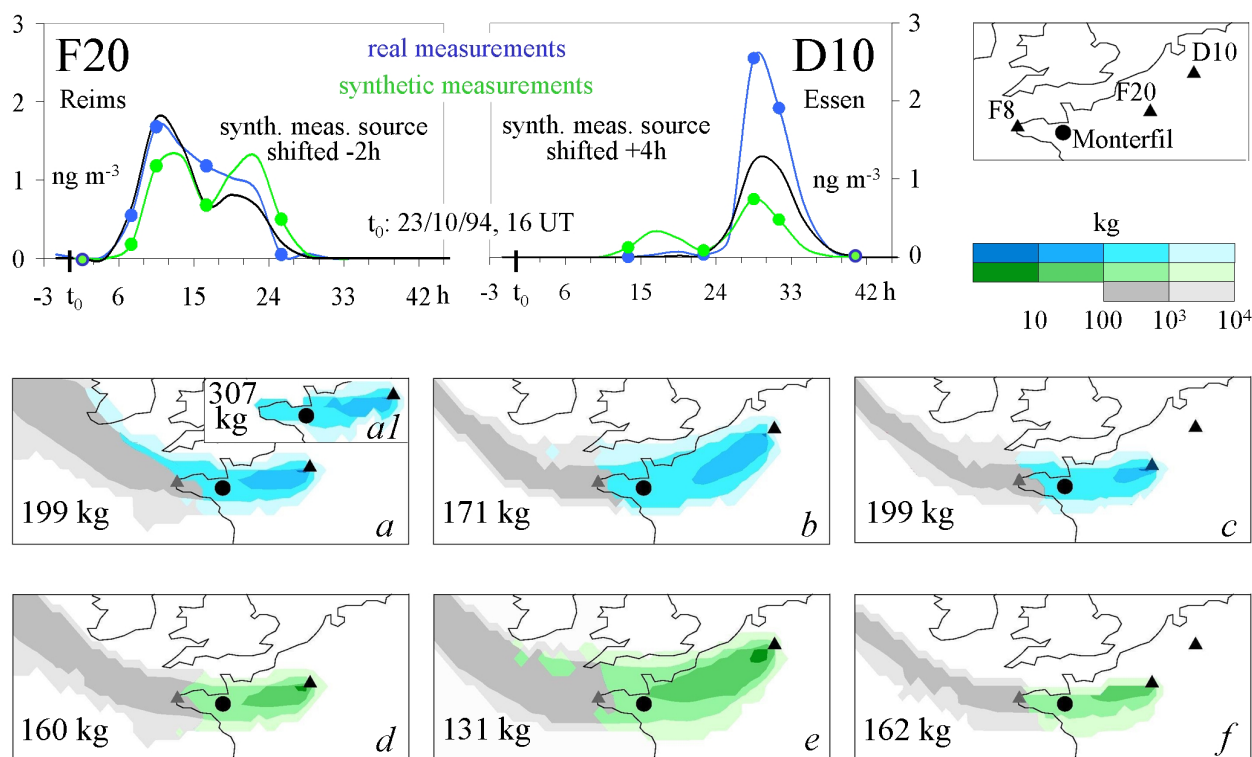 3
F20
Reims
2
1
ng m⁻³
0
-3
t₀
6
15
24
33
42 h
real measurements
synthetic measurements
synth. meas. source
shifted -2h
t₀: 23/10/94, 16 UT
3
D10
Essen
2
1
ng m⁻³
0
synth. meas. source
shifted +4h
-3
t₀
6
15
24
33
42 h
D10
F20
F8
Monterfil
kg
10
100
10³
10⁴
307
kg
a1
199 kg
a
171 kg
b
199 kg
c
160 kg
d
131 kg
e
162 kg
f